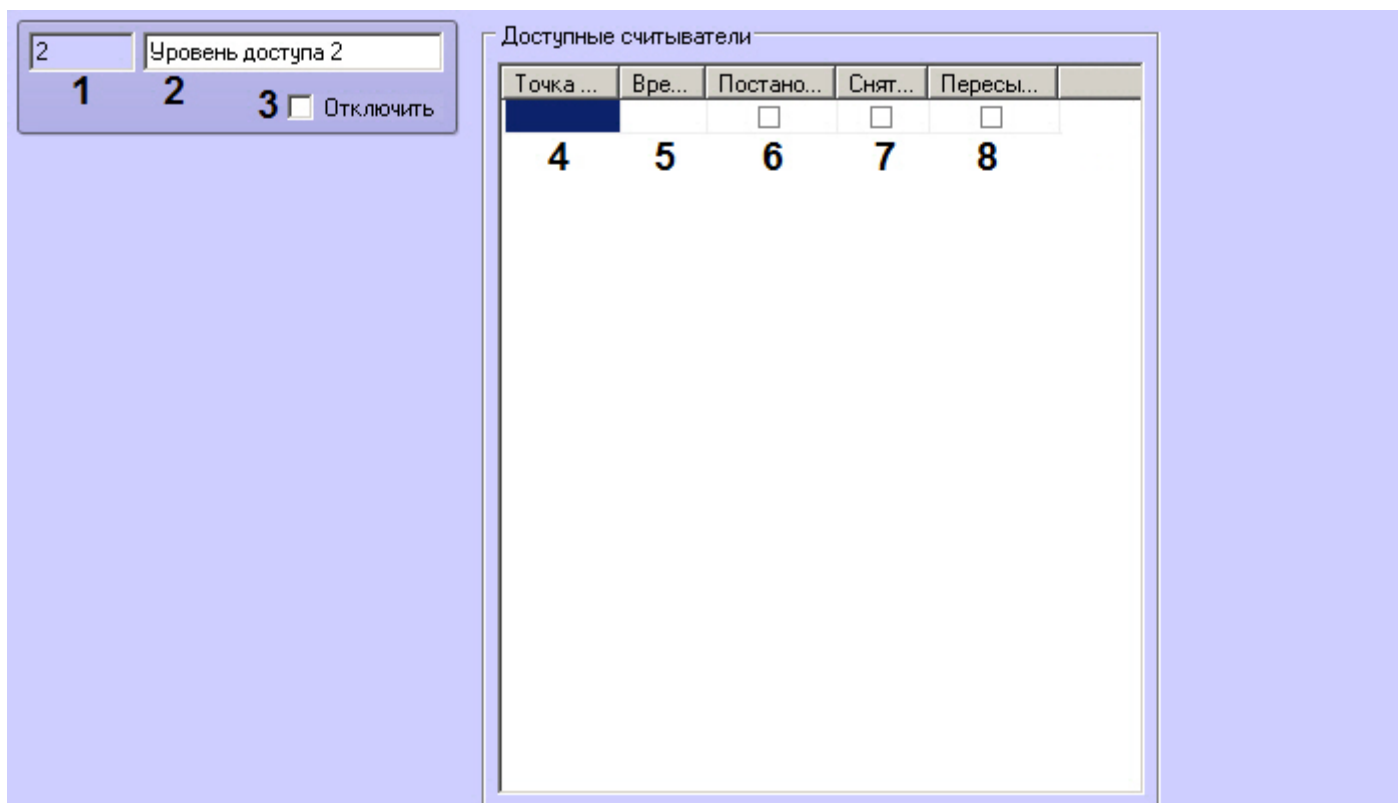 2 Уровень доступа 2
1 2 3 Отключить
Доступные считыватели
Точка ... Вре... Постано... Снят... Пересы...
4 5 6 7 8